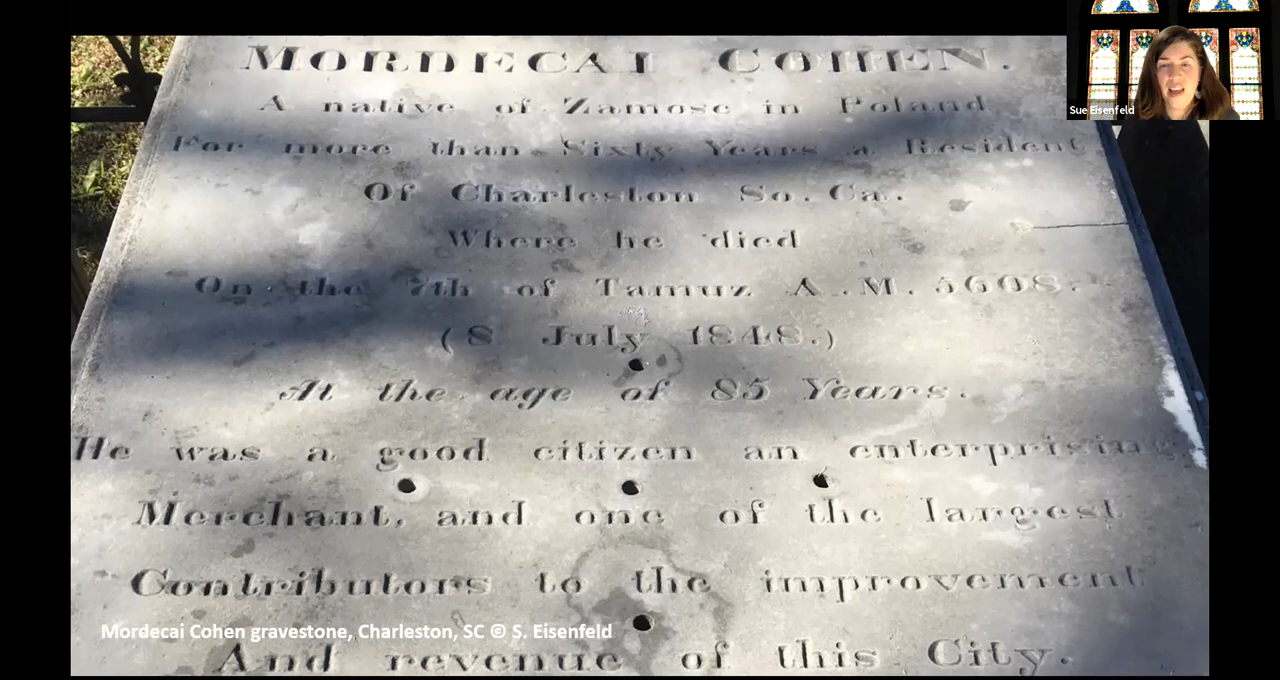 MORDECAI COHEN.
A native of Zamosc in Poland
For more than Sixty Years a Resident
Of Charleston So. Ca.
Where he died
On the 7th of Tamuz A.M. 5608.
(8 July 1848.)
At the age of 85 Years.
He was a good citizen an enterprising
Merchant, and one of the largest
Contributors to the improvement
And revenue of this City.
Mordecai Cohen gravestone, Charleston, SC © S. Eisenfeld
Sue Eisenfeld